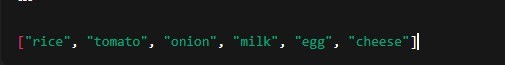 ["rice", "tomato", "onion", "milk", "egg", "cheese"]